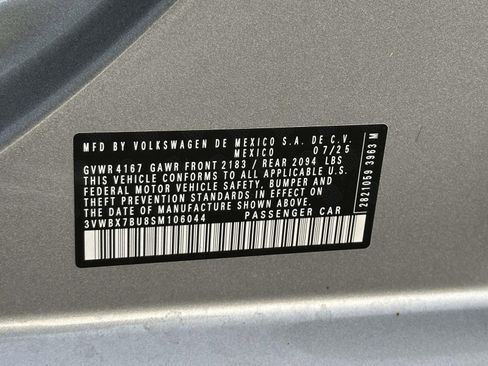 MFD BY VOLKSWAGEN DE MEXICO S.A. DE C.V.
MEXICO 07/25
GVWR 4167 GAWR FRONT 2183 / REAR 2094 LBS
THIS VEHICLE CONFORMS TO ALL APPLICABLE U.S.
FEDERAL MOTOR VEHICLE SAFETY, BUMPER AND
THEFT PREVENTION STANDARDS IN EFFECT ON THE
DATE OF MANUFACTURE SHOWN ABOVE.
3VWBX7BU8SM106044 PASSENGER CAR
2821059 3963 M